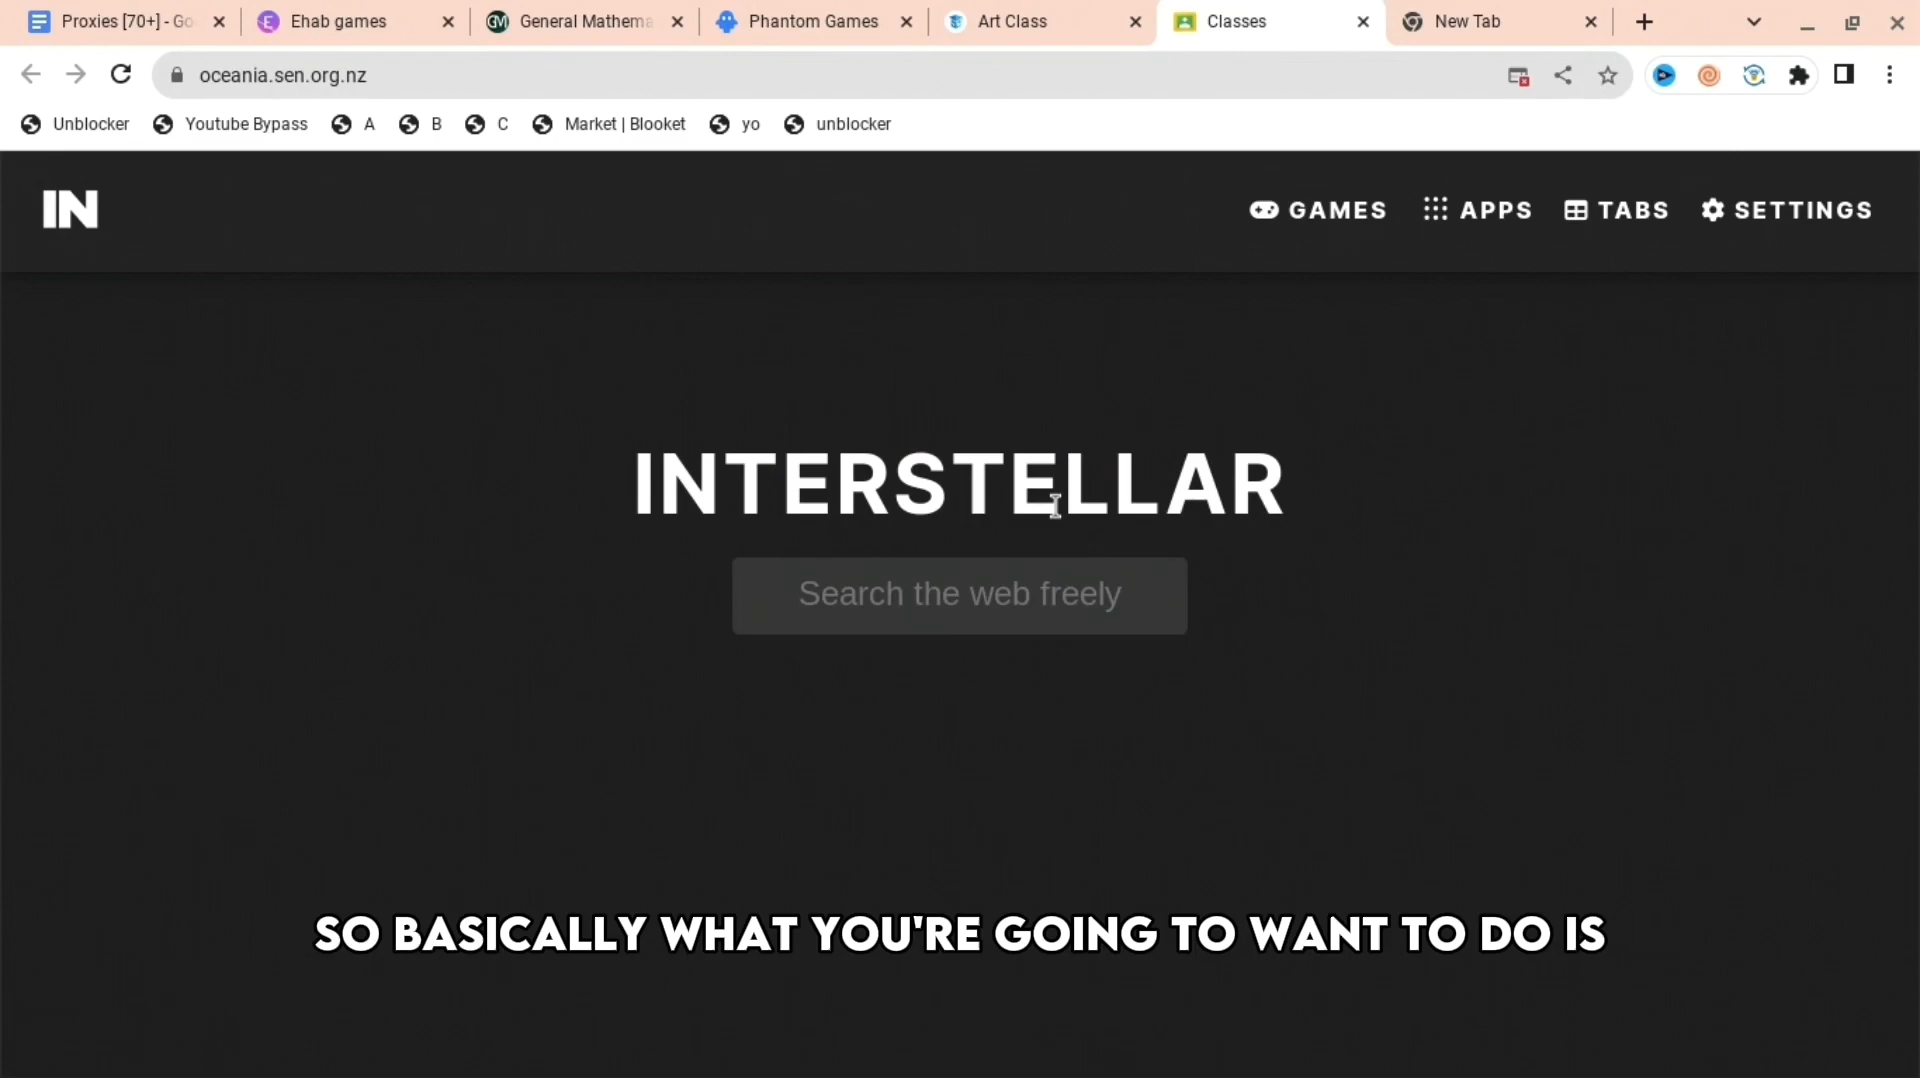 Proxies [70+] - Go
Ehab games
General Mathema
Phantom Games
Art Class
Classes
New Tab
oceania.sen.org.nz
Unblocker
Youtube Bypass
A
B
C
Market | Blooket
yo
unblocker
IN
GAMES
APPS
TABS
SETTINGS
INTERSTELLAR
Search the web freely
SO BASICALLY WHAT YOU'RE GOING TO WANT TO DO IS